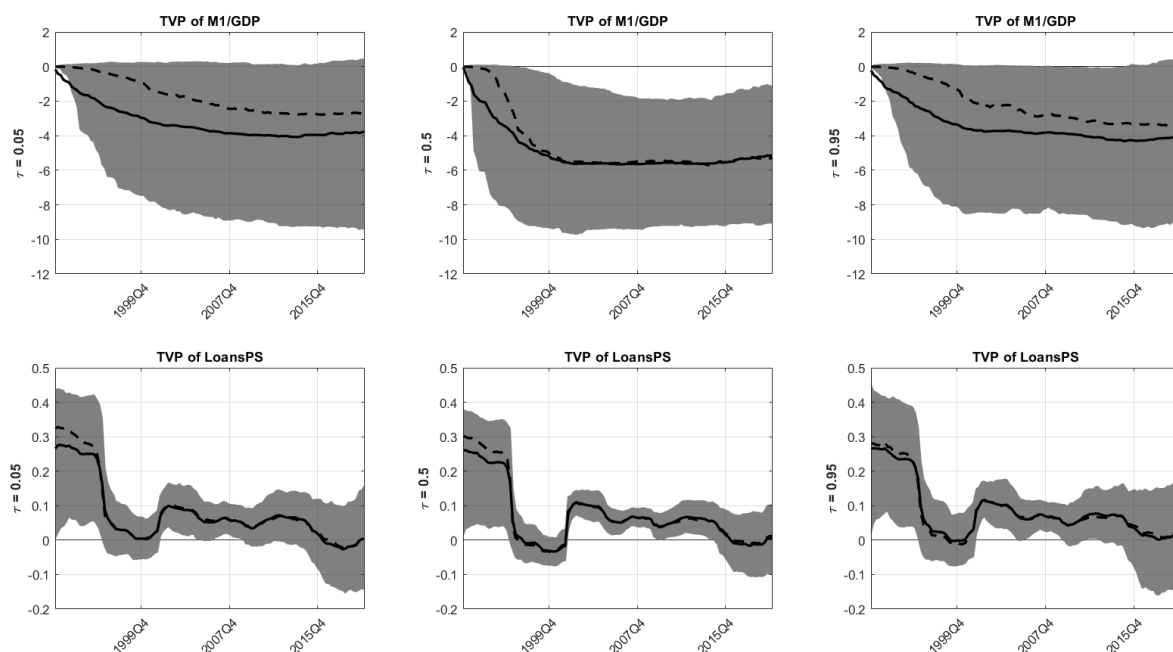 TVP of M1/GDP
2
0
-2
-4
-6
-8
-10
-12
τ = 0.05
1999Q4
2007Q4
2015Q4
TVP of M1/GDP
2
0
-2
-4
-6
-8
-10
-12
τ = 0.5
1999Q4
2007Q4
2015Q4
TVP of M1/GDP
2
0
-2
-4
-6
-8
-10
-12
τ = 0.95
1999Q4
2007Q4
2015Q4
TVP of LoansPS
0.5
0.4
0.3
0.2
0.1
0
-0.1
-0.2
τ = 0.05
1999Q4
2007Q4
2015Q4
TVP of LoansPS
0.5
0.4
0.3
0.2
0.1
0
-0.1
-0.2
τ = 0.5
1999Q4
2007Q4
2015Q4
TVP of LoansPS
0.5
0.4
0.3
0.2
0.1
0
-0.1
-0.2
τ = 0.95
1999Q4
2007Q4
2015Q4